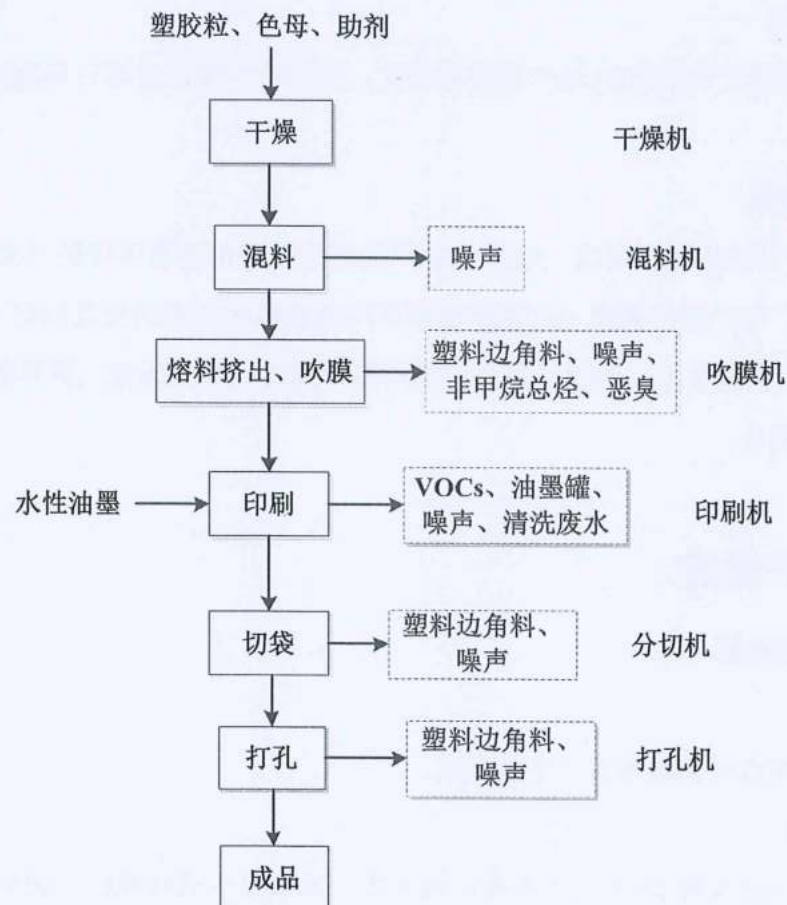 塑胶粒、色母、助剂
干燥
干燥机
混料
噪声
混料机
熔料挤出、吹膜
塑料边角料、噪声、
非甲烷总烃、恶臭
吹膜机
水性油墨
印刷
VOCs、油墨罐、
噪声、清洗废水
印刷机
切袋
塑料边角料、
噪声
分切机
打孔
塑料边角料、
噪声
打孔机
成品